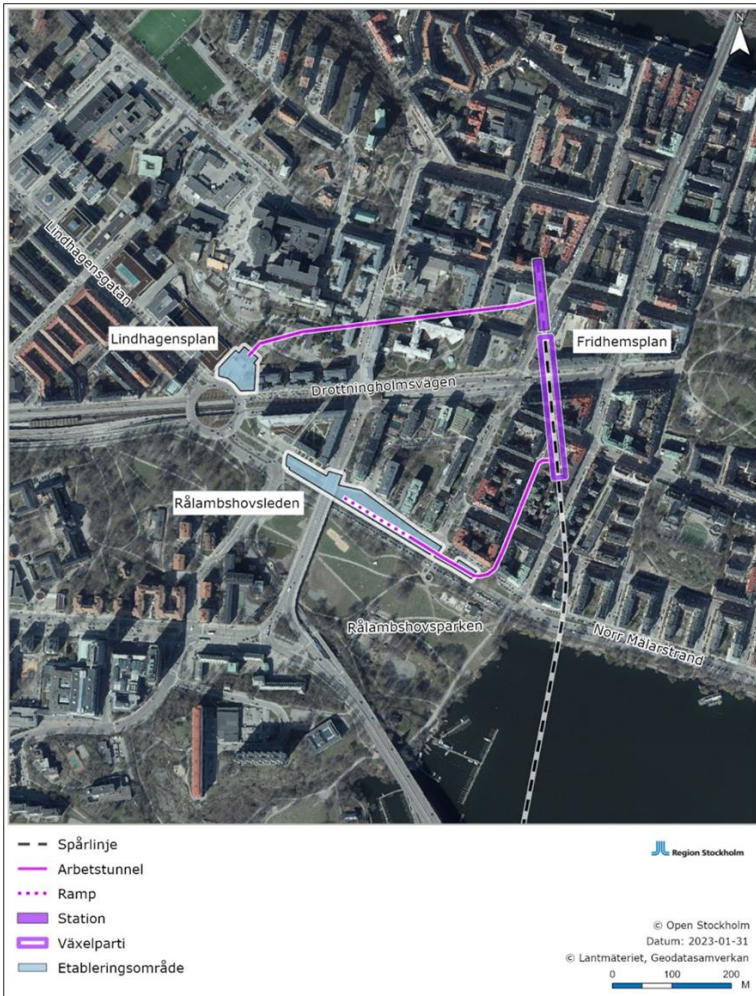 N
Lindhagensgatan
Lindhagensplan
Fridhemsplan
Drottningholmsvägen
Rålambshovsleden
Rålambshovsparken
Norr Mälarstrand
Spårlinje
Arbetstunnel
Ramp
Station
Växelparti
Etableringsområde
Region Stockholm
© Open Stockholm
Datum: 2023-01-31
© Lantmäteriet, Geodatasamverkan
0 100 200
M